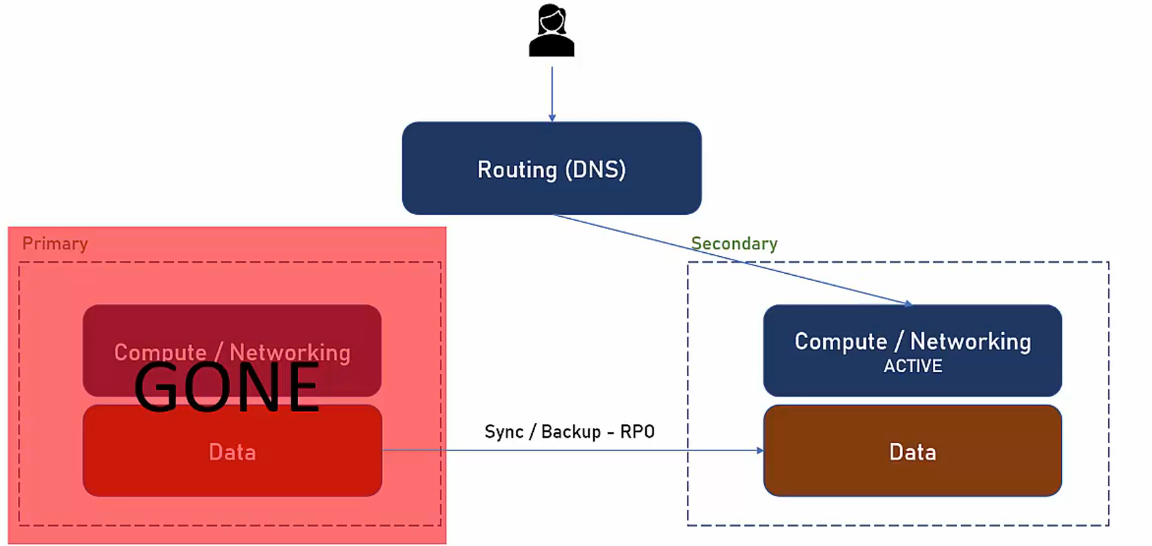 Routing (DNS)
Primary
Secondary
Compute / Networking
GONE
Data
Sync / Backup - RPO
Compute / Networking
ACTIVE
Data